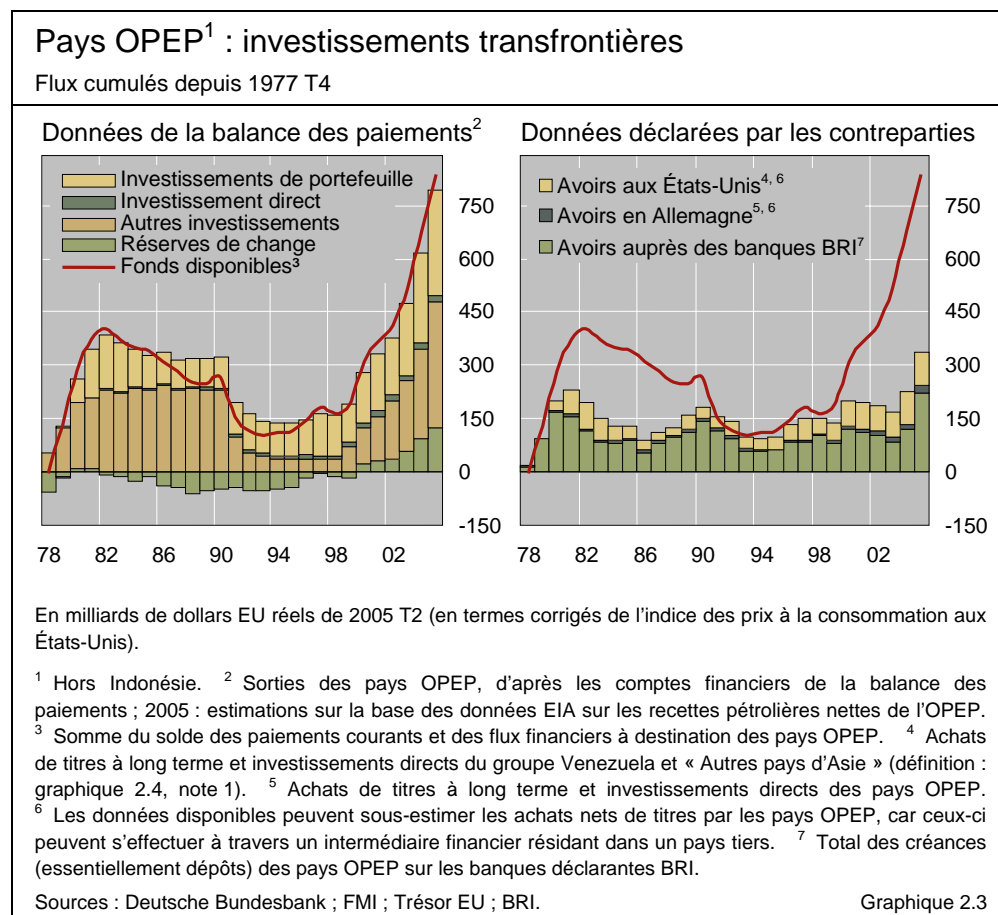 Pays OPEP¹ : investissements transfrontières
Flux cumulés depuis 1977 T4
Données de la balance des paiements²
Investissements de portefeuille
Investissement direct
Autres investissements
Réserves de change
Fonds disponibles³
750
600
450
300
150
0
-150
78 82 86 90 94 98 02
Données déclarées par les contreparties
Avoirs aux États-Unis⁴, ⁶
Avoirs en Allemagne⁵, ⁶
Avoirs auprès des banques BRI⁷
750
600
450
300
150
0
-150
78 82 86 90 94 98 02
En milliards de dollars EU réels de 2005 T2 (en termes corrigés de l'indice des prix à la consommation aux
États-Unis).
¹ Hors Indonésie. ² Sorties des pays OPEP, d'après les comptes financiers de la balance des
paiements ; 2005 : estimations sur la base des données EIA sur les recettes pétrolières nettes de l'OPEP.
³ Somme du solde des paiements courants et des flux financiers à destination des pays OPEP. ⁴ Achats
de titres à long terme et investissements directs du groupe Venezuela et « Autres pays d'Asie » (définition :
graphique 2.4, note 1). ⁵ Achats de titres à long terme et investissements directs des pays OPEP.
⁶ Les données disponibles peuvent sous-estimer les achats nets de titres par les pays OPEP, car ceux-ci
peuvent s'effectuer à travers un intermédiaire financier résidant dans un pays tiers. ⁷ Total des créances
(essentiellement dépôts) des pays OPEP sur les banques déclarantes BRI.
Sources : Deutsche Bundesbank ; FMI ; Trésor EU ; BRI. Graphique 2.3